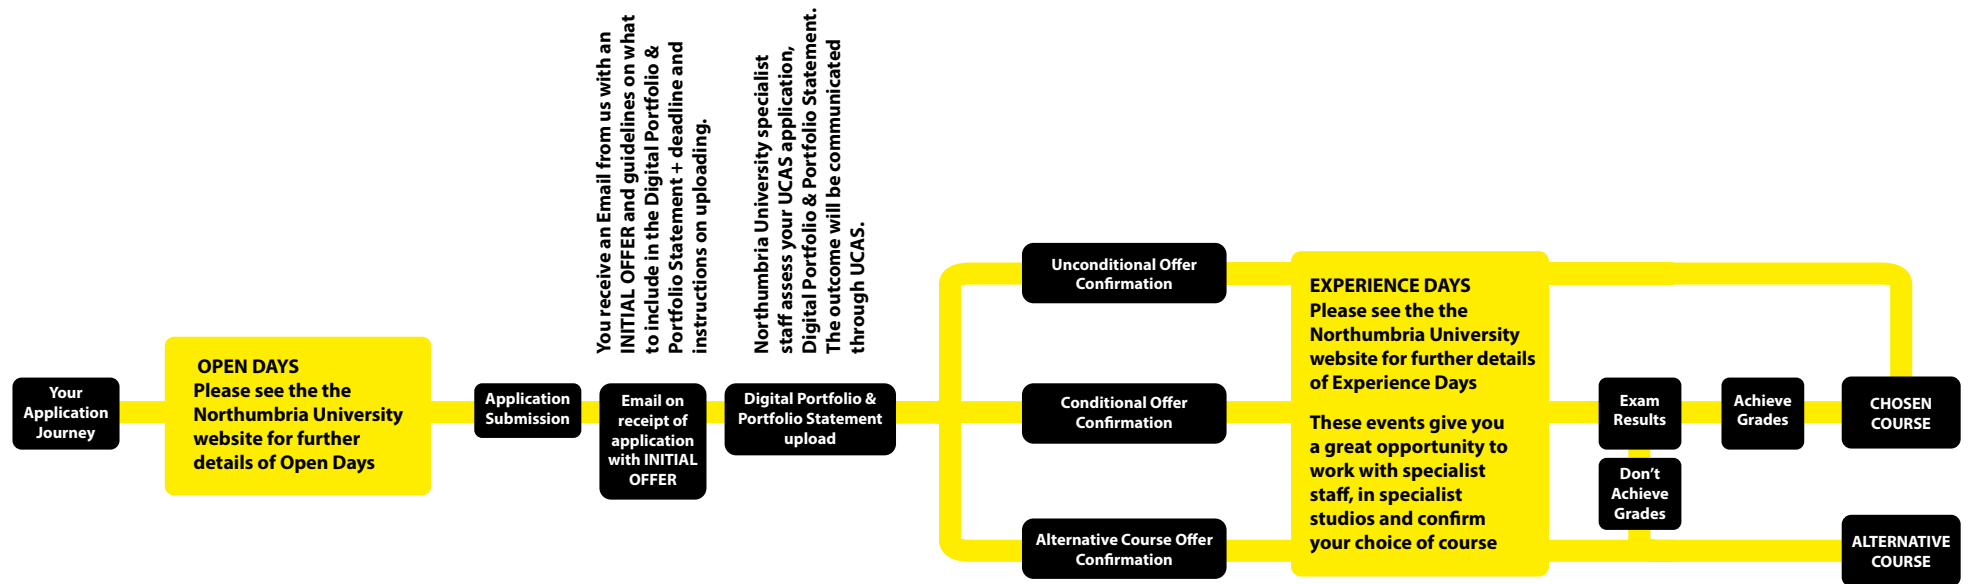 Your
Application
Journey
OPEN DAYS
Please see the the
Northumbria University
website for further
details of Open Days
Application
Submission
You receive an Email from us with an
INITIAL OFFER and guidelines on what
to include in the Digital Portfolio &
Portfolio Statement + deadline and
instructions on uploading.
Email on
receipt of
application
with INITIAL
OFFER
Northumbria University specialist
staff assess your UCAS application,
Digital Portfolio & Portfolio Statement.
The outcome will be communicated
through UCAS.
Digital Portfolio &
Portfolio Statement
upload
Unconditional Offer
Confirmation
Conditional Offer
Confirmation
Alternative Course Offer
Confirmation
EXPERIENCE DAYS
Please see the the
Northumbria University
website for further details
of Experience Days
These events give you
a great opportunity to
work with specialist
staff, in specialist
studios and confirm
your choice of course
Exam
Results
Achieve
Grades
CHOSEN
COURSE
Don’t
Achieve
Grades
ALTERNATIVE
COURSE